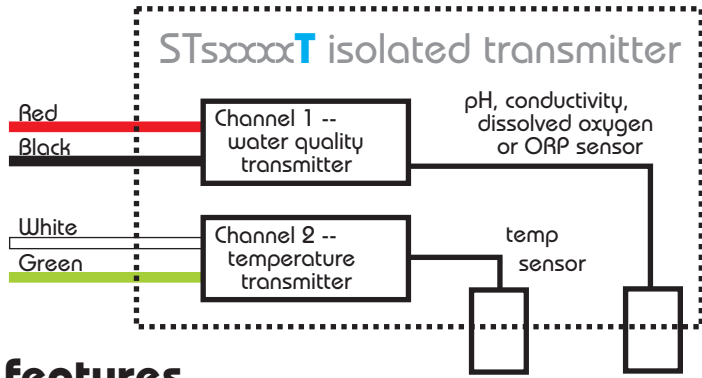 STsxxxxT isolated transmitter
Red
Black
Channel 1 --
water quality
transmitter
pH, conductivity,
dissolved oxygen
or ORP sensor
White
Green
Channel 2 --
temperature
transmitter
temp
sensor
features